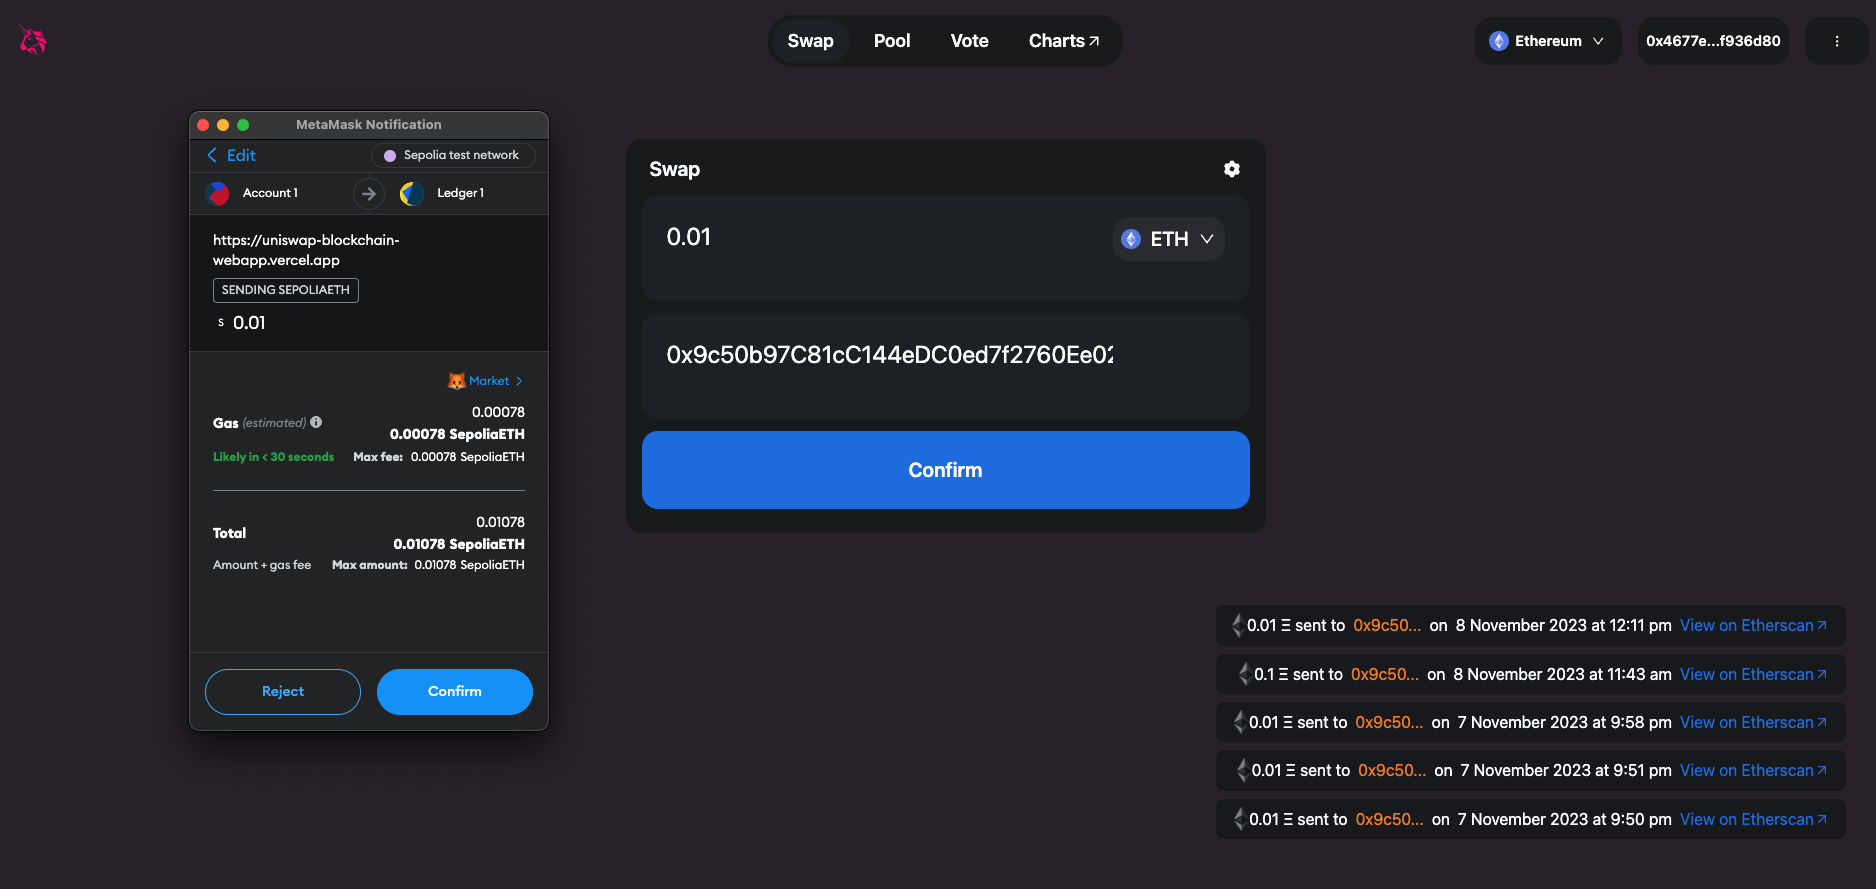 Swap Pool Vote Charts
Ethereum 0x4677e...f936d80
MetaMask Notification
Edit Sepolia test network
Account 1 Ledger 1
https://uniswap-blockchain-
webapp.vercel.app
SENDING SEPOLIAETH
S 0.01
Market
0.00078
Gas (estimated)
0.00078 SepoliaETH
Likely in < 30 seconds Max fee: 0.00078 SepoliaETH
0.01078
Total
0.01078 SepoliaETH
Amount + gas fee Max amount: 0.01078 SepoliaETH
Reject Confirm
Swap
0.01 ETH
0x9c50b97C81cC144eDC0ed7f2760Ee02
Confirm
0.01 Ξ sent to 0x9c50... on 8 November 2023 at 12:11 pm View on Etherscan
0.1 Ξ sent to 0x9c50... on 8 November 2023 at 11:43 am View on Etherscan
0.01 Ξ sent to 0x9c50... on 7 November 2023 at 9:58 pm View on Etherscan
0.01 Ξ sent to 0x9c50... on 7 November 2023 at 9:51 pm View on Etherscan
0.01 Ξ sent to 0x9c50... on 7 November 2023 at 9:50 pm View on Etherscan